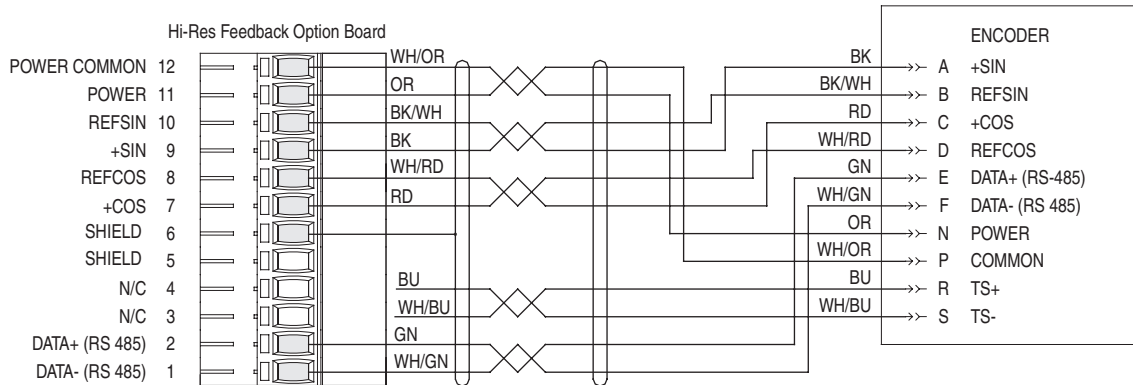 Hi-Res Feedback Option Board
ENCODER
POWER COMMON 12 WH/OR BK A +SIN
POWER 11 OR BK/WH B REFSIN
REFSIN 10 BK/WH RD C +COS
+SIN 9 BK WH/RD D REFCOS
REFCOS 8 WH/RD GN E DATA+ (RS-485)
+COS 7 RD WH/GN F DATA- (RS 485)
SHIELD 6 OR N POWER
SHIELD 5 WH/OR P COMMON
N/C 4 BU BU R TS+
N/C 3 WH/BU WH/BU S TS-
DATA+ (RS 485) 2 GN
DATA- (RS 485) 1 WH/GN